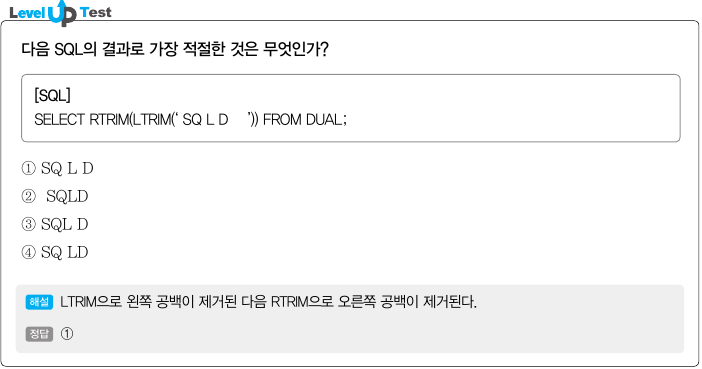 Level UP Test
다음 SQL의 결과로 가장 적절한 것은 무엇인가?
[SQL]
SELECT RTRIM(LTRIM(‘ SQ L D    ’)) FROM DUAL;
① SQ L D
②  SQLD
③ SQL D
④ SQ LD
해설 LTRIM으로 왼쪽 공백이 제거된 다음 RTRIM으로 오른쪽 공백이 제거된다.
정답 ①